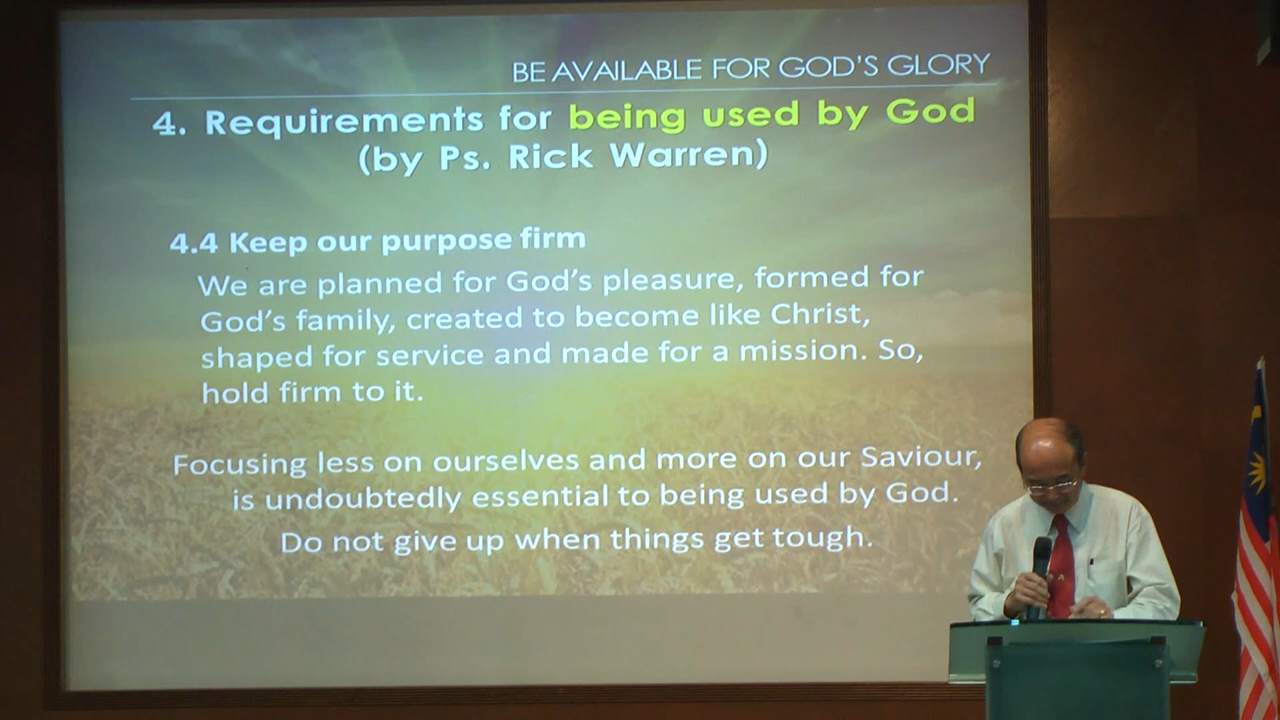 BE AVAILABLE FOR GOD'S GLORY
4. Requirements for being used by God
(by Ps. Rick Warren)
4.4 Keep our purpose firm
We are planned for God's pleasure, formed for
God's family, created to become like Christ,
shaped for service and made for a mission. So,
hold firm to it.
Focusing less on ourselves and more on our Saviour,
is undoubtedly essential to being used by God.
Do not give up when things get tough.